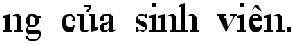 ng của sinh viên.